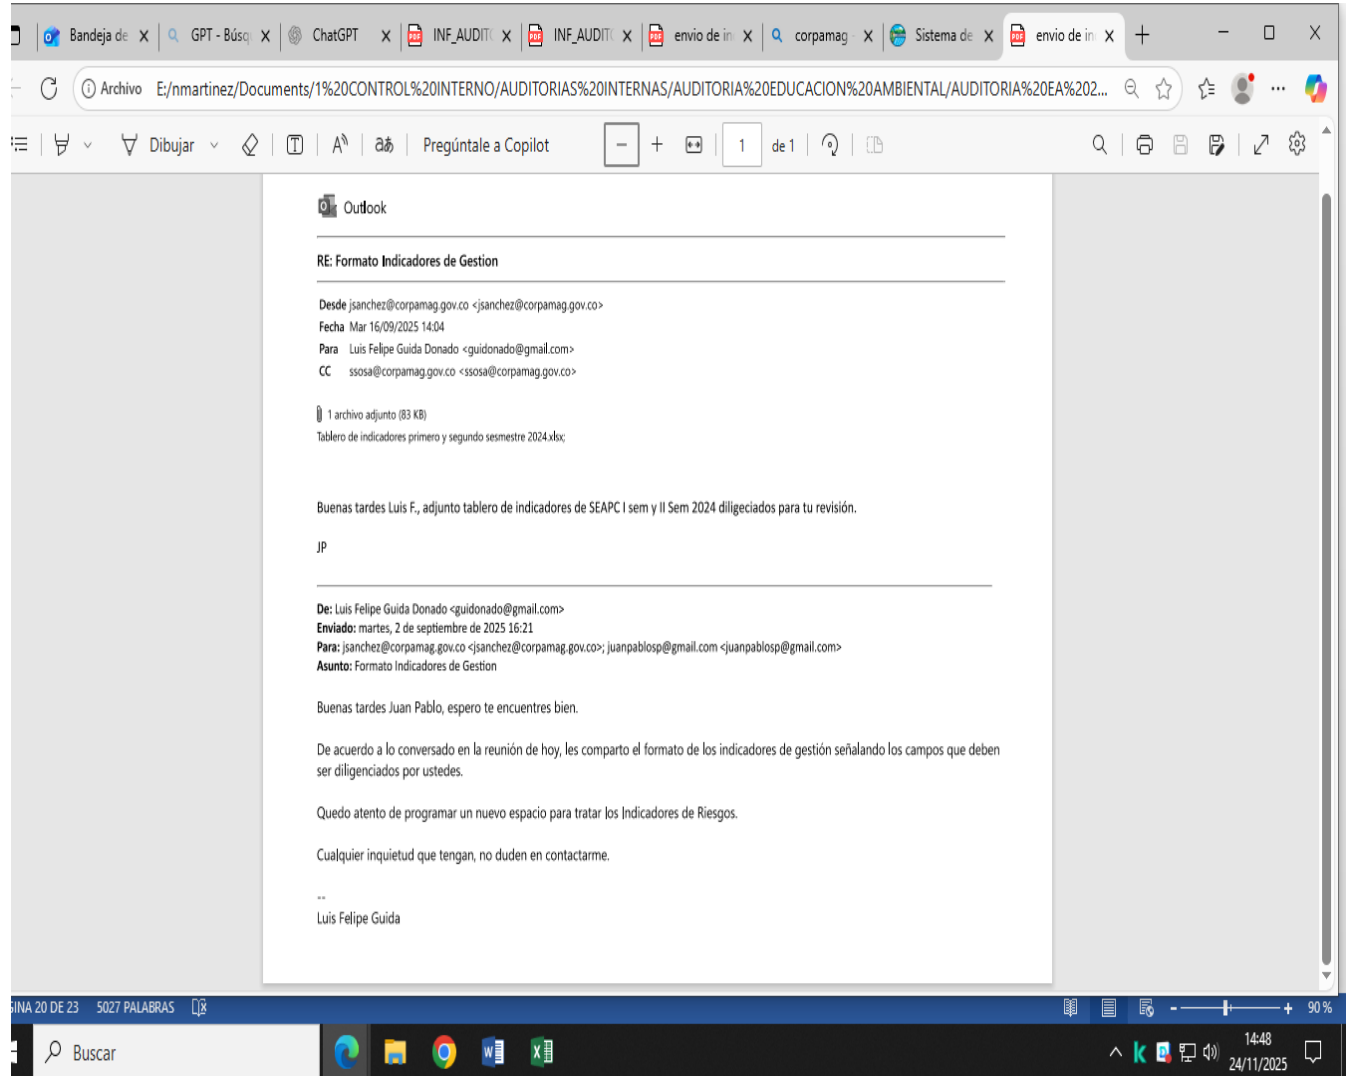 Bandeja de
GPT - Búsq
ChatGPT
INF_AUDIT
INF_AUDIT
envio de in
corpamag
Sistema de
envio de in
Archivo E:/nmartinez/Documents/1%20CONTROL%20INTERNO/AUDITORIAS%20INTERNAS/AUDITORIA%20EDUCACION%20AMBIENTAL/AUDITORIA%20EA%202...
Dibujar
Pregúntale a Copilot
1 de 1
Outlook
RE: Formato Indicadores de Gestion
Desde jsanchez@corpamag.gov.co <jsanchez@corpamag.gov.co>
Fecha Mar 16/09/2025 14:04
Para Luis Felipe Guida Donado <guidonado@gmail.com>
CC ssosa@corpamag.gov.co <ssosa@corpamag.gov.co>
1 archivo adjunto (83 KB)
Tablero de indicadores primero y segundo sesmestre 2024.xlsx;
Buenas tardes Luis F., adjunto tablero de indicadores de SEAPC I sem y II Sem 2024 diligeciados para tu revisión.
JP
De: Luis Felipe Guida Donado <guidonado@gmail.com>
Enviado: martes, 2 de septiembre de 2025 16:21
Para: jsanchez@corpamag.gov.co <jsanchez@corpamag.gov.co>; juanpablosp@gmail.com <juanpablosp@gmail.com>
Asunto: Formato Indicadores de Gestion
Buenas tardes Juan Pablo, espero te encuentres bien.
De acuerdo a lo conversado en la reunión de hoy, les comparto el formato de los indicadores de gestión señalando los campos que deben
ser diligenciados por ustedes.
Quedo atento de programar un nuevo espacio para tratar los Indicadores de Riesgos.
Cualquier inquietud que tengan, no duden en contactarme.
--
Luis Felipe Guida
GINA 20 DE 23 5027 PALABRAS
90 %
Buscar
14:48
24/11/2025